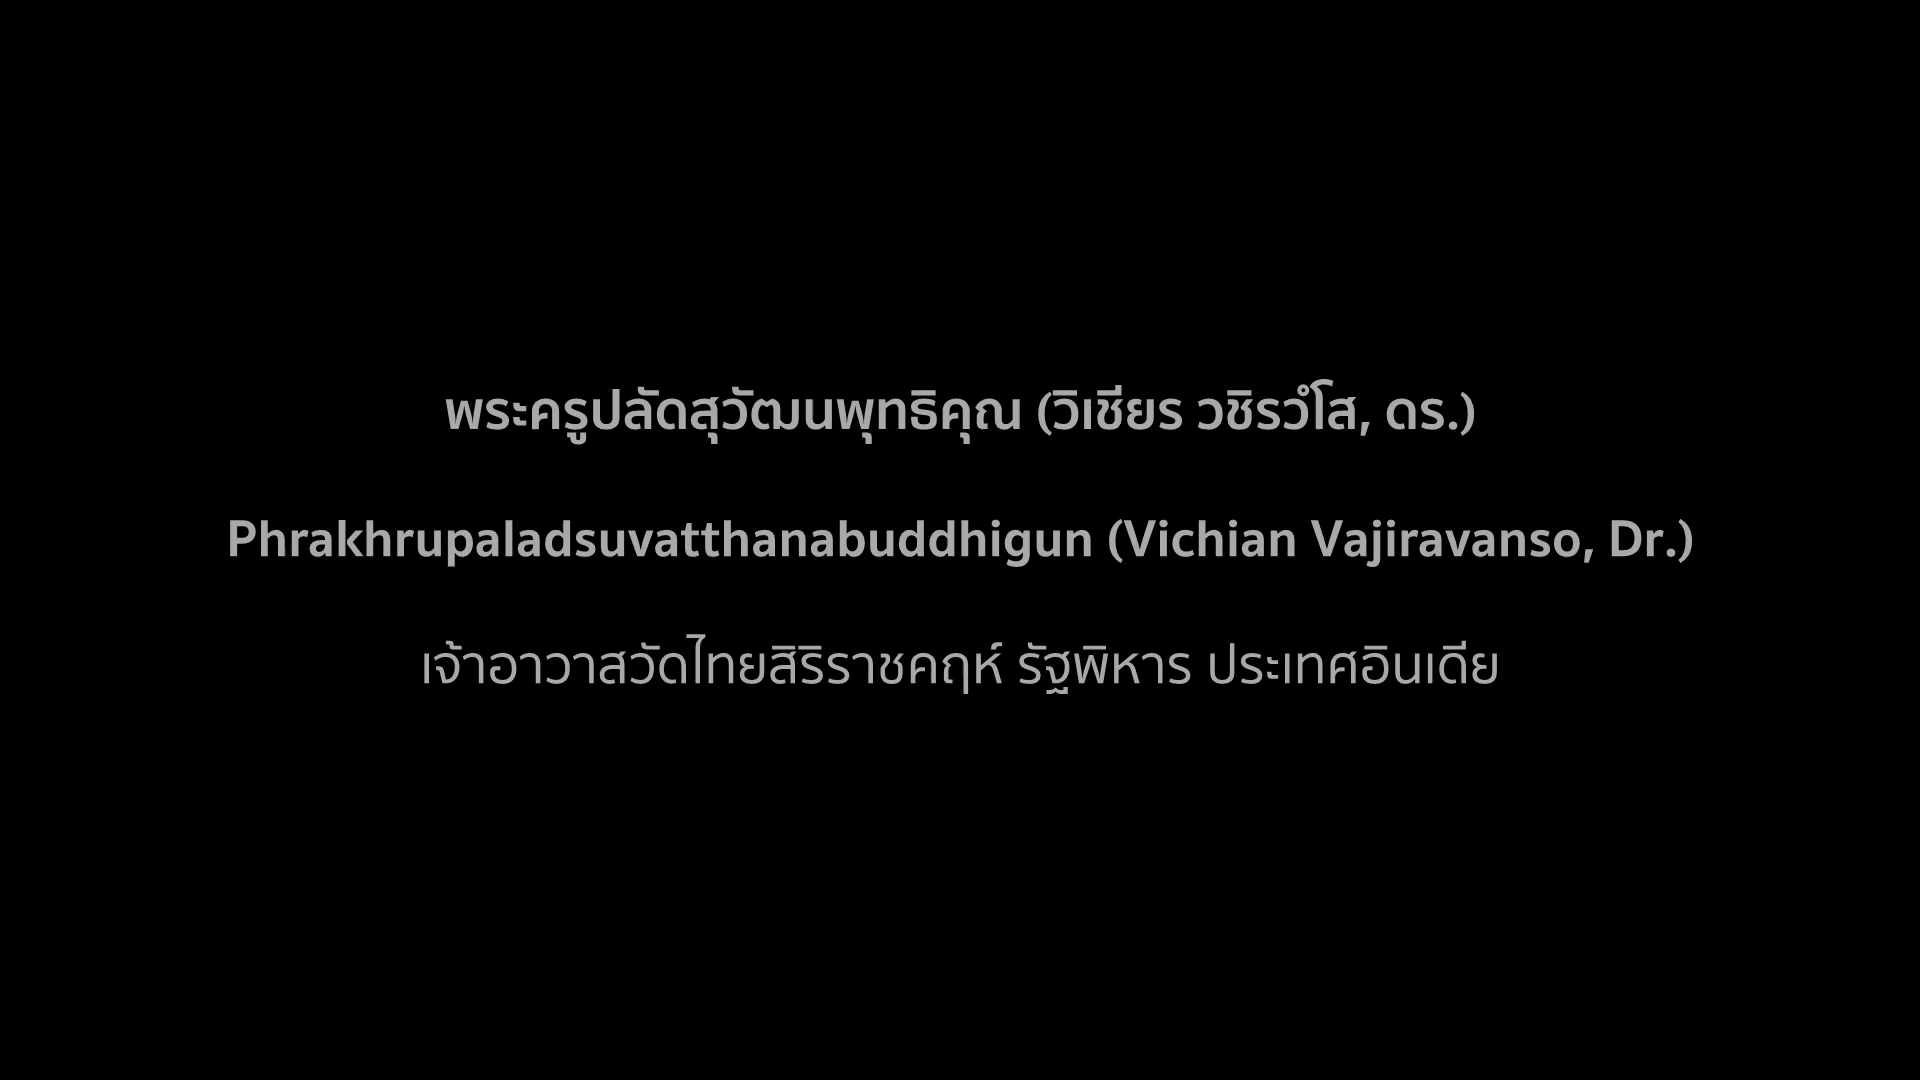 พระครูปลัดสุวัฒนพุทธิคุณ (วิเชียร วชิรวํโส, ดร.)
Phrakhrupaladsuvatthanabuddhigun (Vichian Vajiravanso, Dr.)
เจ้าอาวาสวัดไทยสิริราชคฤห์ รัฐพิหาร ประเทศอินเดีย